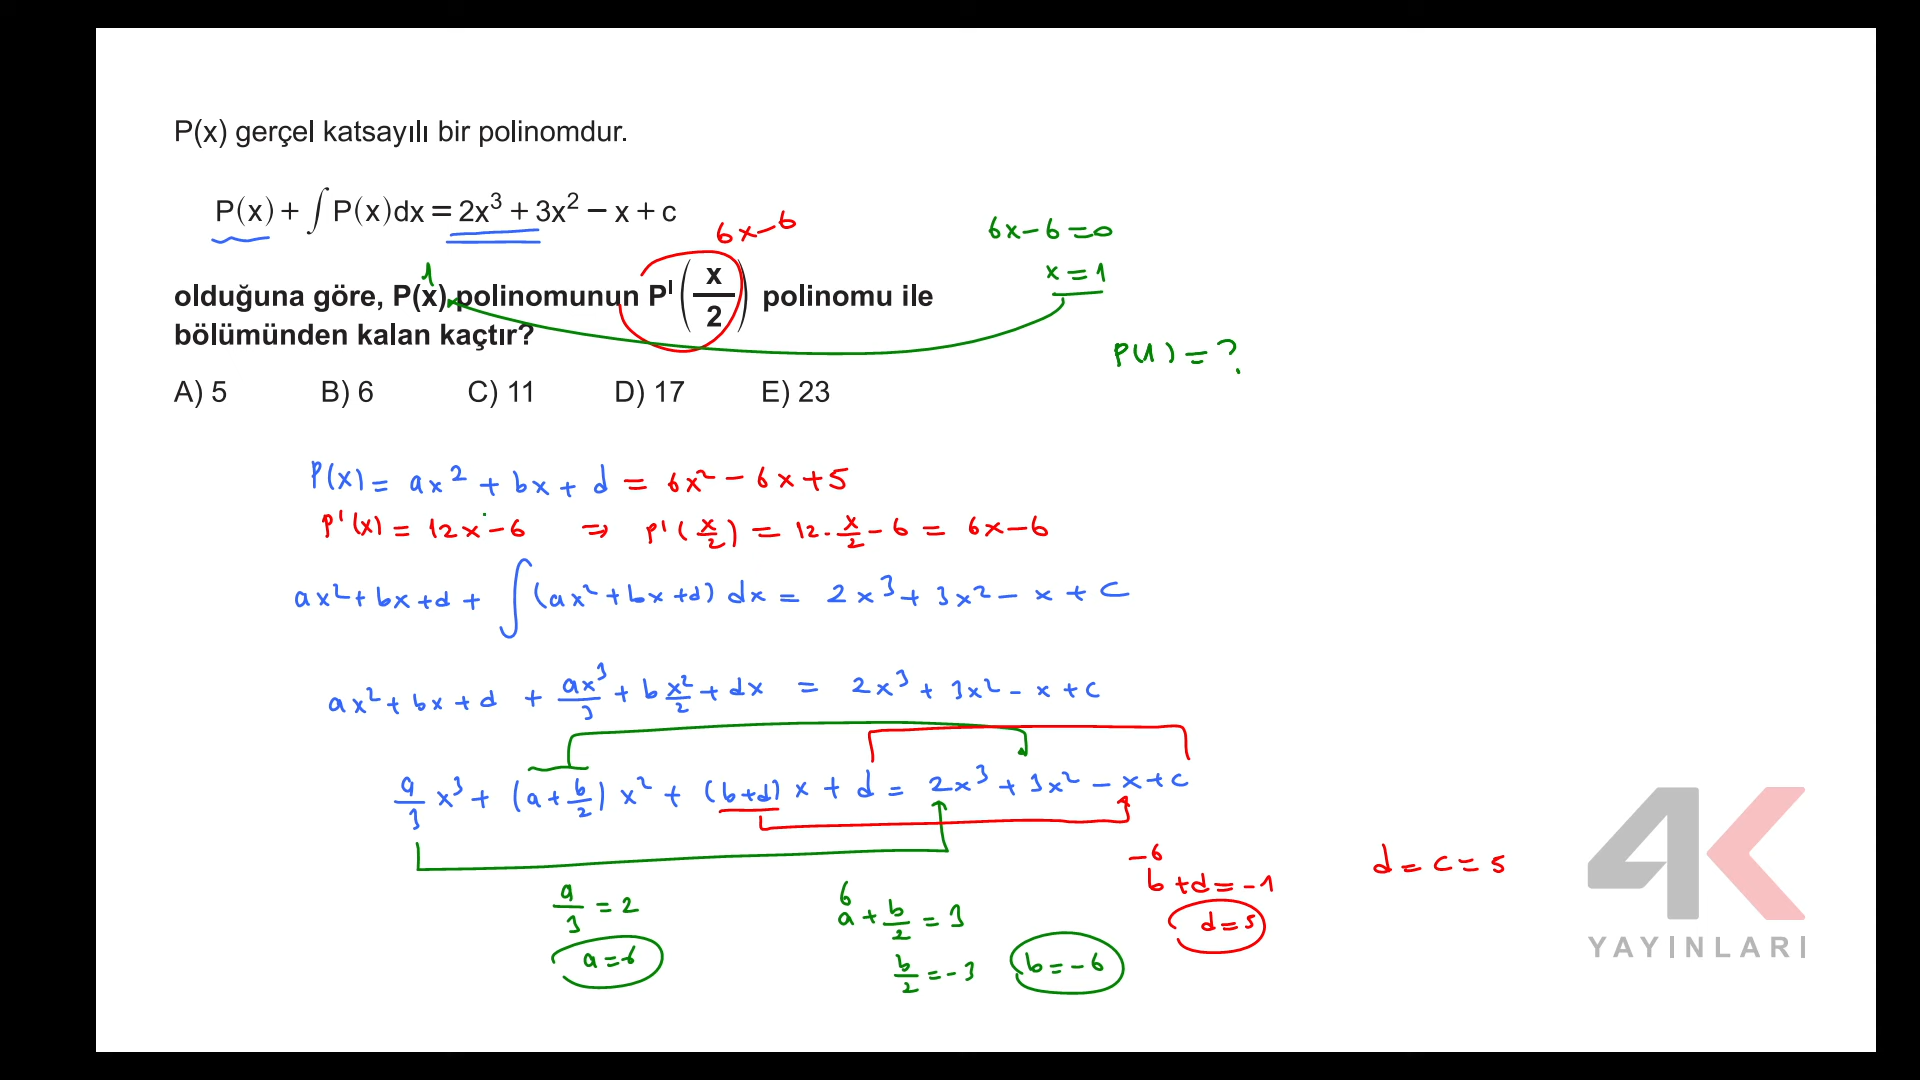 P(x) gerçel katsayılı bir polinomdur.
P(x) + ∫ P(x)dx = 2x³ + 3x² − x + c
6x−6
6x−6=0
x=1
1
olduğuna göre, P(x) polinomunun P' (x/2) polinomu ile
bölümünden kalan kaçtır?
P(1)=?
A) 5 B) 6 C) 11 D) 17 E) 23
P(x) = ax² + bx + d = 6x² − 6x + 5
P'(x) = 12x − 6 ⇒ P'(x/2) = 12·x/2 − 6 = 6x−6
ax² + bx + d + ∫(ax² + bx + d) dx = 2x³ + 3x² − x + c
ax² + bx + d + ax³/3 + b x²/2 + dx = 2x³ + 3x² − x + c
a/3 x³ + (a + b/2) x² + (b+d) x + d = 2x³ + 3x² − x + c
a/3 = 2
a=6
6
a + b/2 = 3
b/2 = −3
b=−6
−6
b+d=−1
d=5
d=c=5
4K
YAYINLARI